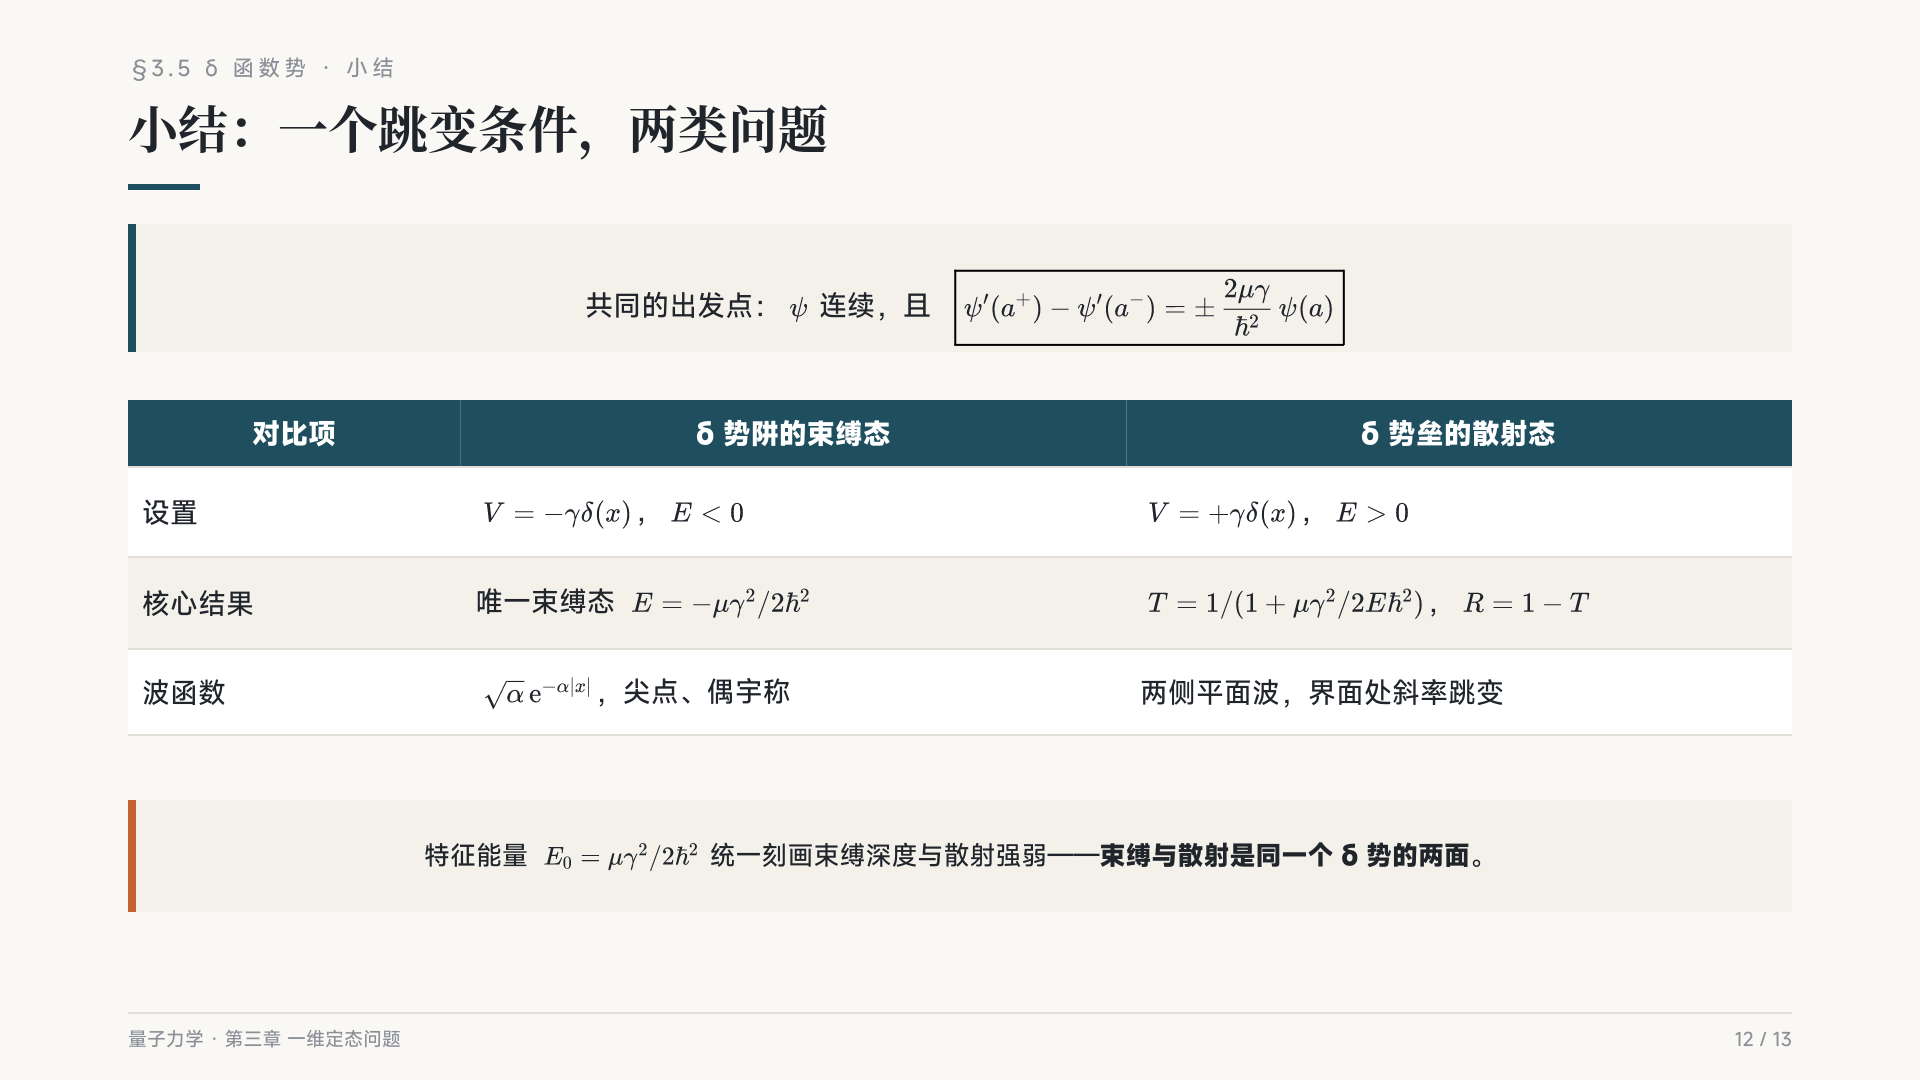 §3.5 δ 函数势 · 小结
小结：一个跳变条件，两类问题
共同的出发点： ψ 连续，且 ψ′(a⁺) − ψ′(a⁻) = ± 2μγ/ħ² ψ(a)
对比项 δ 势阱的束缚态 δ 势垒的散射态
设置 V = −γδ(x)， E < 0 V = +γδ(x)， E > 0
核心结果 唯一束缚态 E = −μγ²/2ħ² T = 1/(1 + μγ²/2Eħ²)， R = 1 − T
波函数 √α e^{−α|x|}，尖点、偶宇称 两侧平面波，界面处斜率跳变
特征能量 E₀ = μγ²/2ħ² 统一刻画束缚深度与散射强弱——束缚与散射是同一个 δ 势的两面。
量子力学 · 第三章 一维定态问题 12 / 13